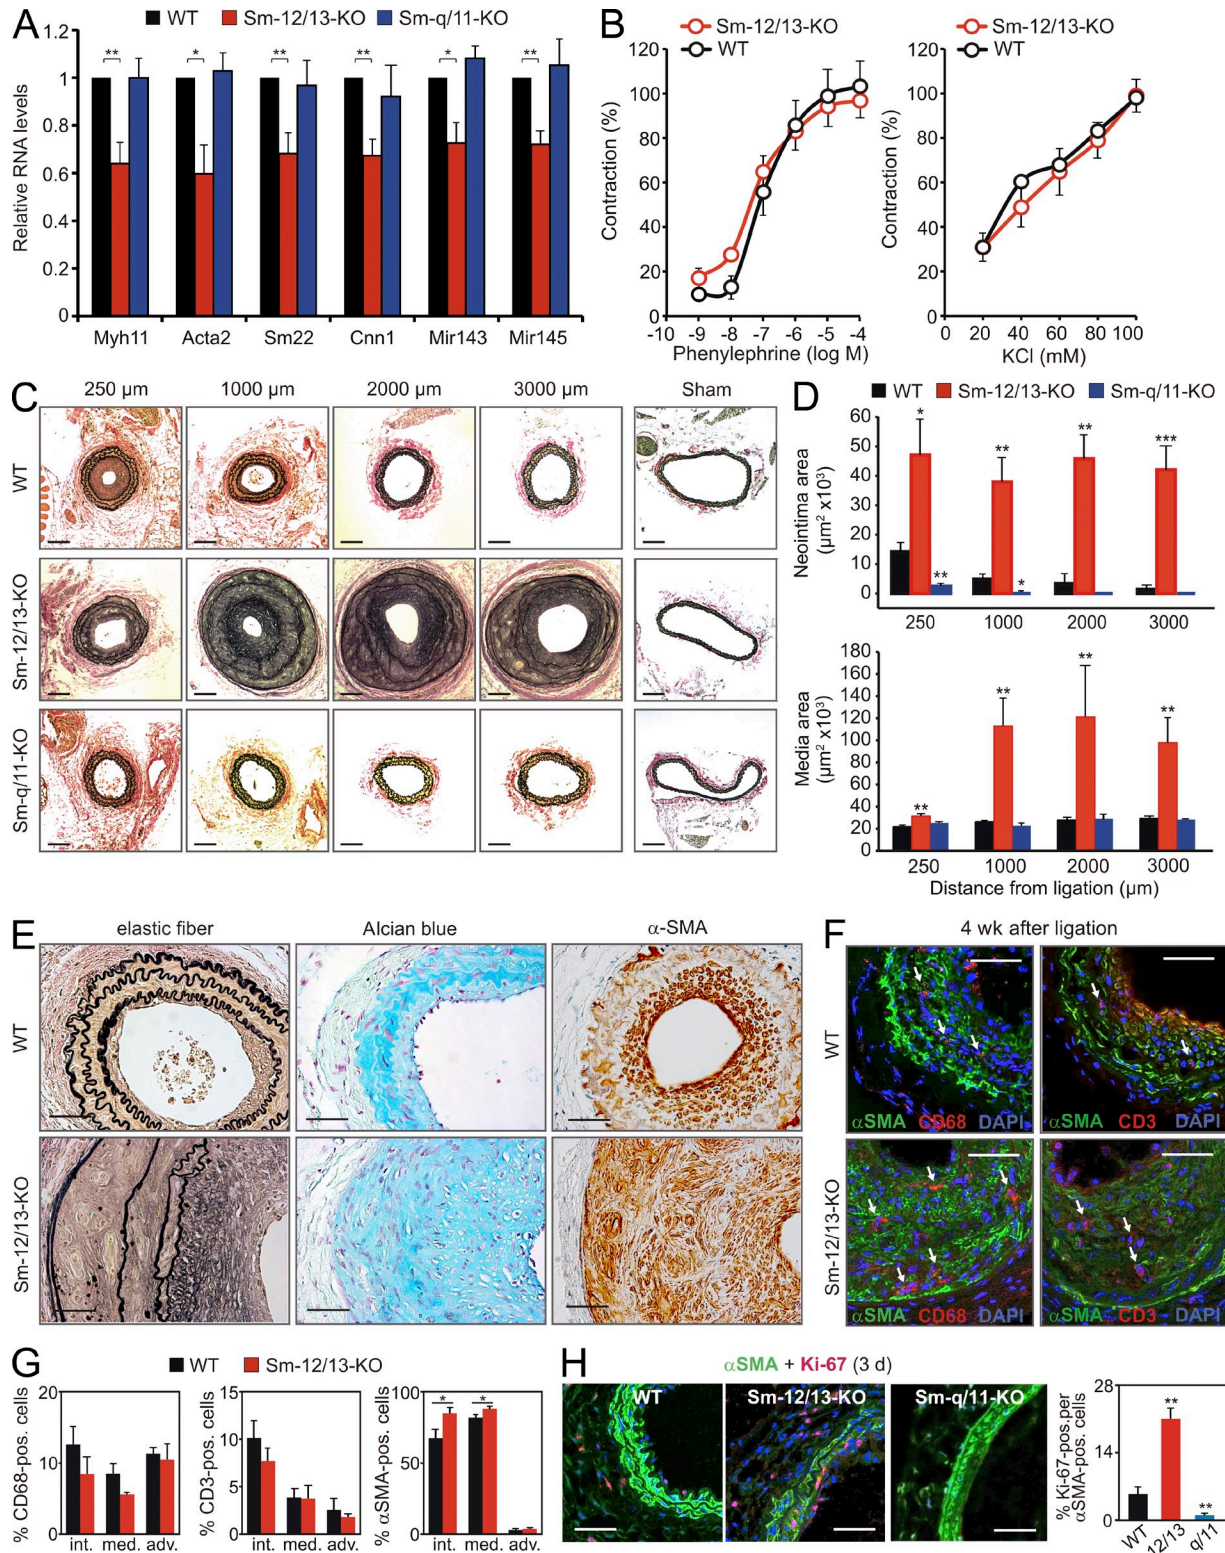 A
WT Sm-12/13-KO Sm-q/11-KO
Relative RNA levels
1.2
1
0.8
0.6
0.4
0.2
0
** * ** ** * **
Myh11 Acta2 Sm22 Cnn1 Mir143 Mir145
B
Sm-12/13-KO
WT
Contraction (%)
120
100
80
60
40
20
0
-10 -9 -8 -7 -6 -5 -4
Phenylephrine (log M)
Sm-12/13-KO
WT
Contraction (%)
120
100
80
60
40
20
0
0 20 40 60 80 100
KCl (mM)
C
250 µm 1000 µm 2000 µm 3000 µm Sham
WT
Sm-12/13-KO
Sm-q/11-KO
D
WT Sm-12/13-KO Sm-q/11-KO
Neointima area
(µm² x10³)
60
50
40
30
20
10
0
* ** ** ** * ***
250 1000 2000 3000
Media area
(µm² x10³)
180
160
140
120
100
80
60
40
20
0
** ** ** **
250 1000 2000 3000
Distance from ligation (µm)
E
elastic fiber Alcian blue α-SMA
WT
Sm-12/13-KO
F
4 wk after ligation
WT
αSMA CD68 DAPI
αSMA CD3 DAPI
Sm-12/13-KO
αSMA CD68 DAPI
αSMA CD3 DAPI
G
WT Sm-12/13-KO
% CD68-pos. cells
20
10
0
int. med. adv.
% CD3-pos. cells
15
10
5
0
int. med. adv.
% αSMA-pos. cells
100
50
0
* *
int. med. adv.
H
αSMA + Ki-67 (3 d)
WT Sm-12/13-KO Sm-q/11-KO
% Ki-67-pos.per
αSMA-pos. cells
28
14
0
** **
WT 12/13 q/11